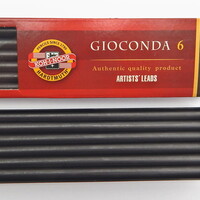 GIOCONDA 6
Authentic quality product
ARTISTS' LEADS
KOH-I-NOOR
HARDTMUTH